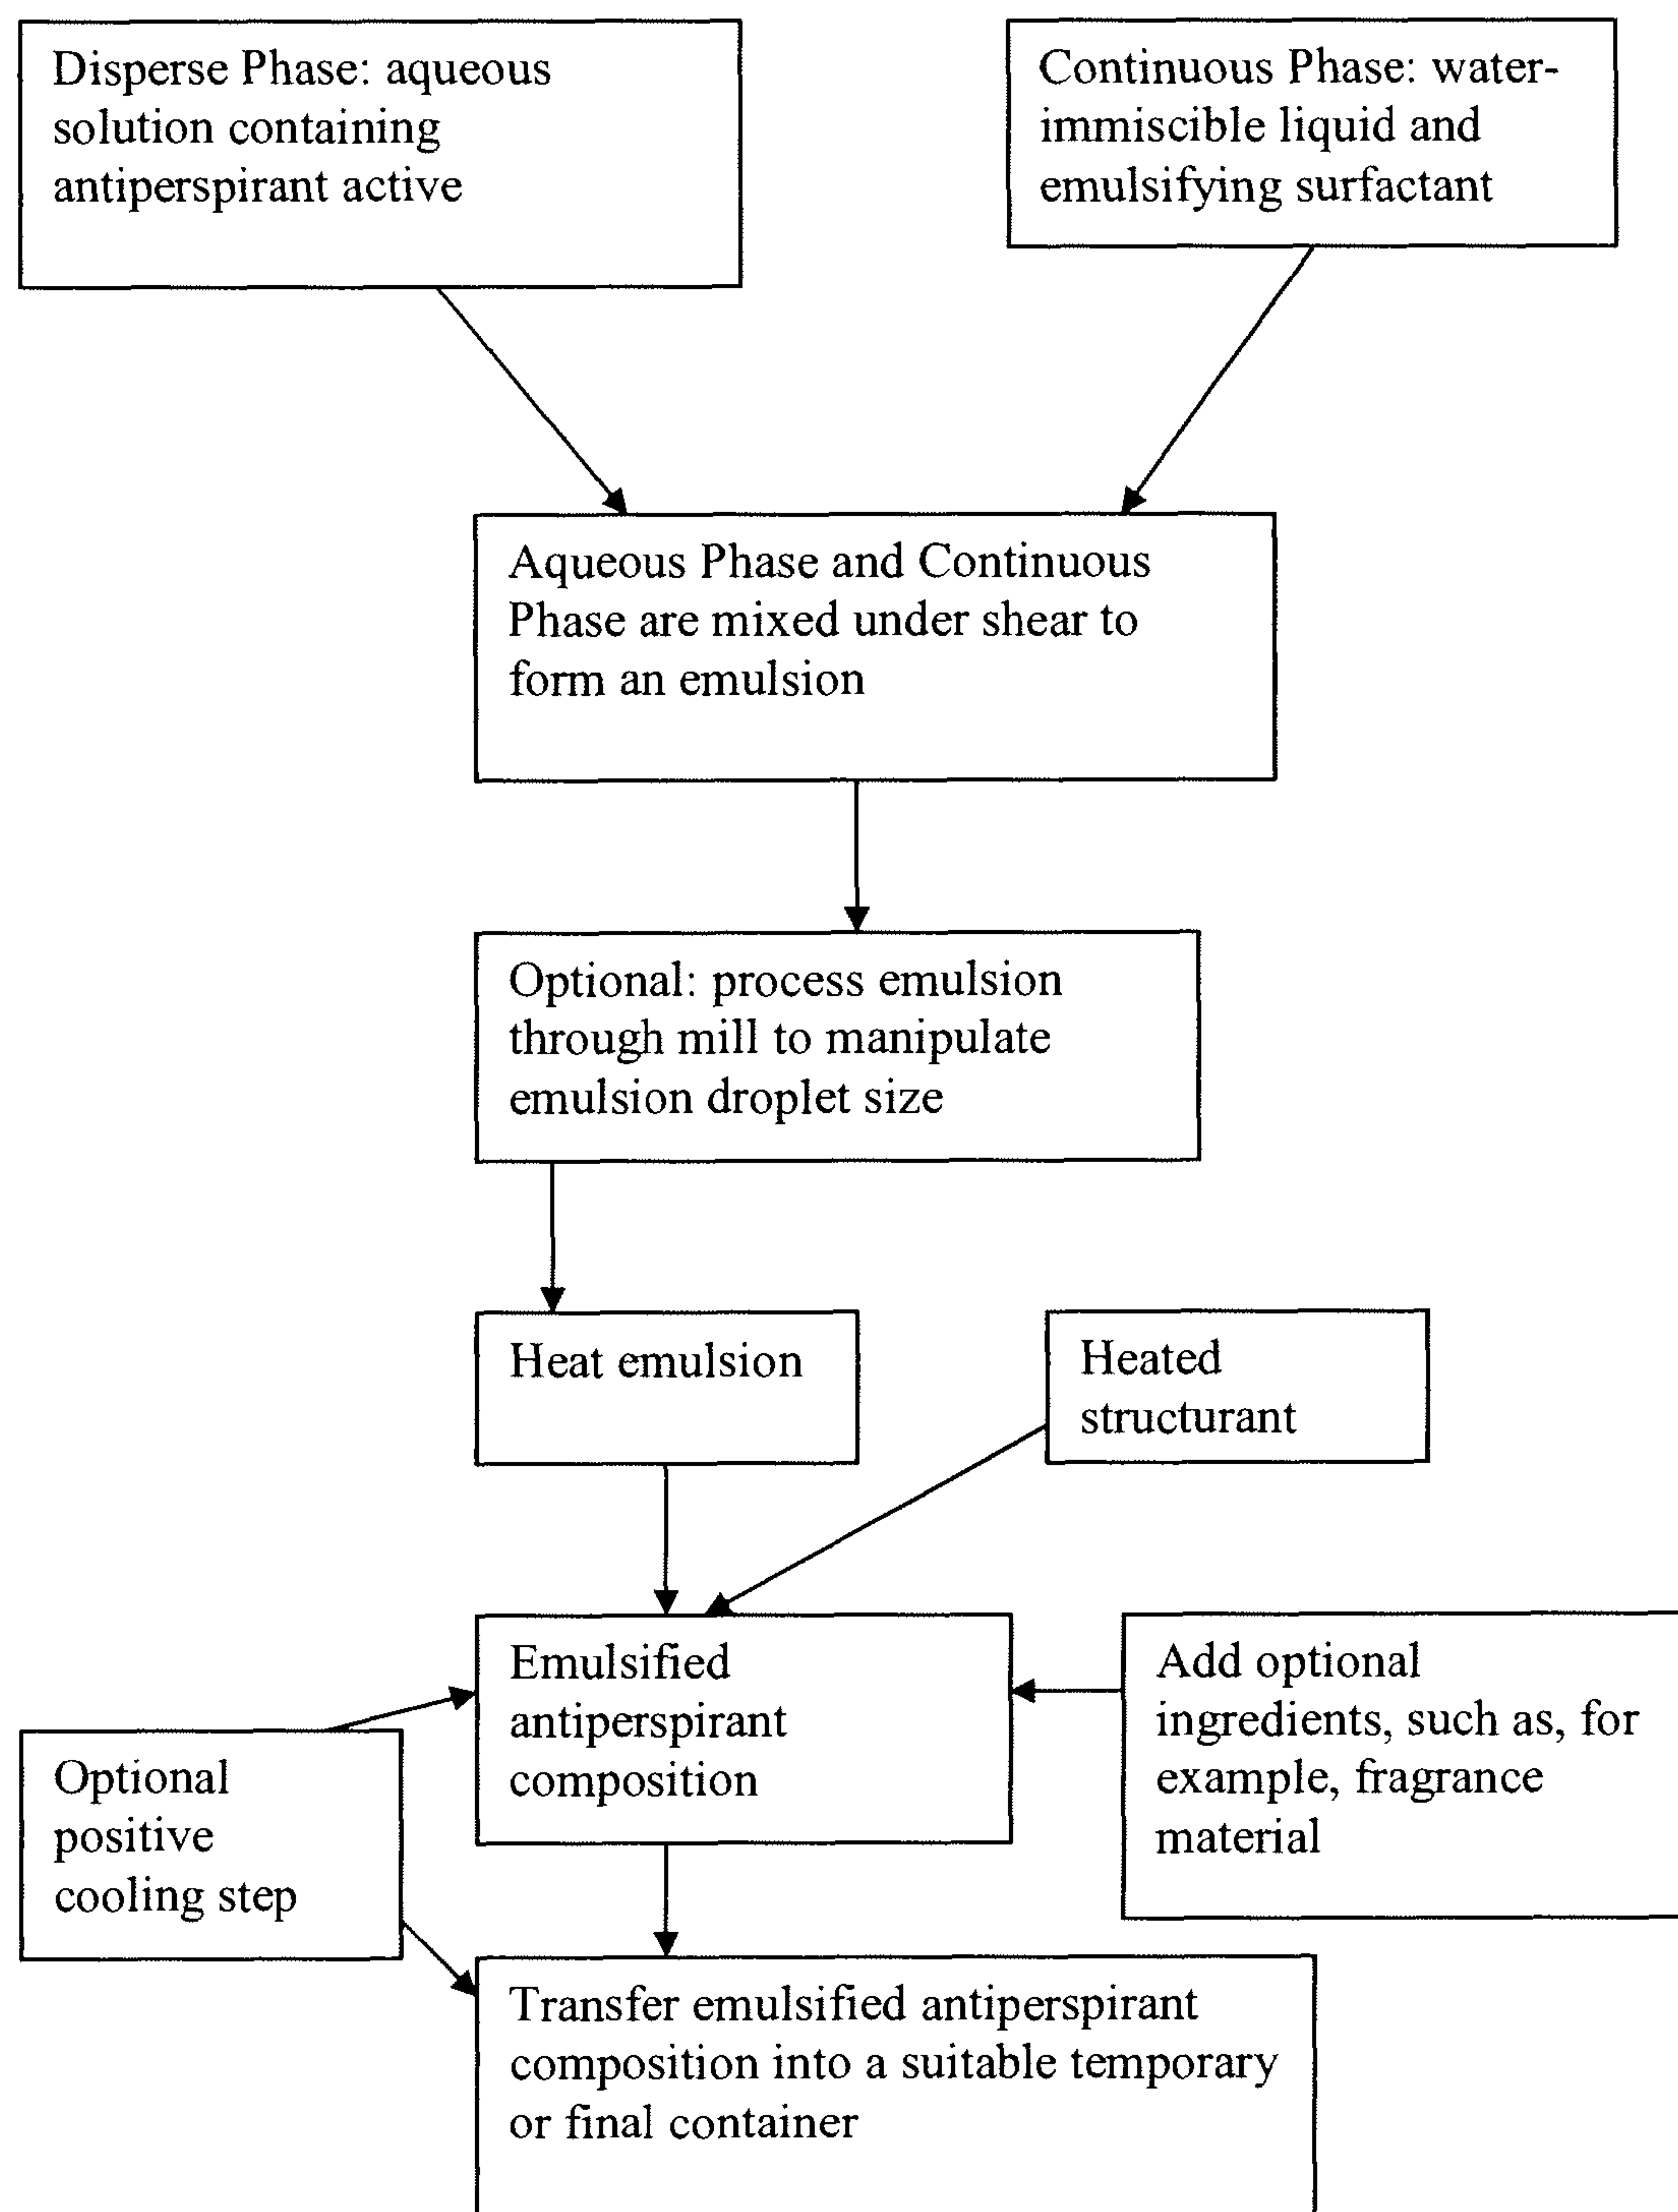 Disperse Phase: aqueous
solution containing
antiperspirant active
Continuous Phase: water-
immiscible liquid and
emulsifying surfactant
Aqueous Phase and Continuous
Phase are mixed under shear to
form an emulsion
Optional: process emulsion
through mill to manipulate
emulsion droplet size
Heat emulsion
Heated
structurant
Emulsified
antiperspirant
composition
Add optional
ingredients, such as, for
example, fragrance
material
Optional
positive
cooling step
Transfer emulsified antiperspirant
composition into a suitable temporary
or final container